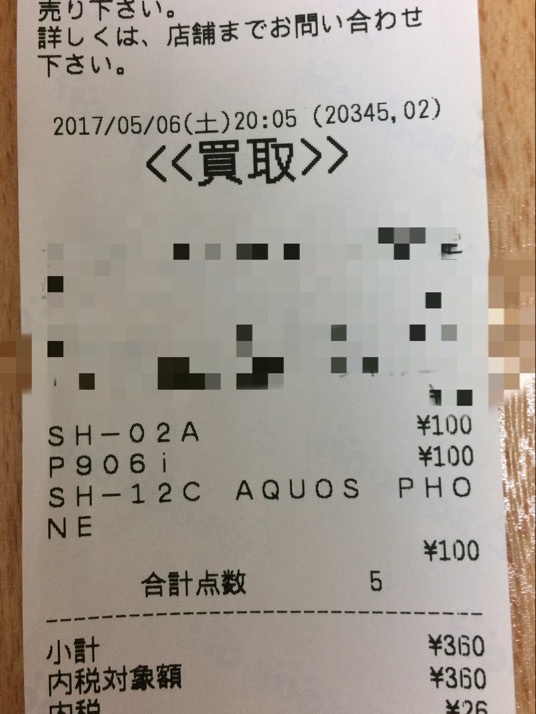 売り下さい。
詳しくは、店舗までお問い合わせ
下さい。
2017/05/06(土)20:05 (20345,02)
<<買取>>
SH-02A ¥100
P906i ¥100
SH-12C AQUOS PHO
NE
¥100
合計点数 5
小計 ¥360
内税対象額 ¥360
内税 ¥26